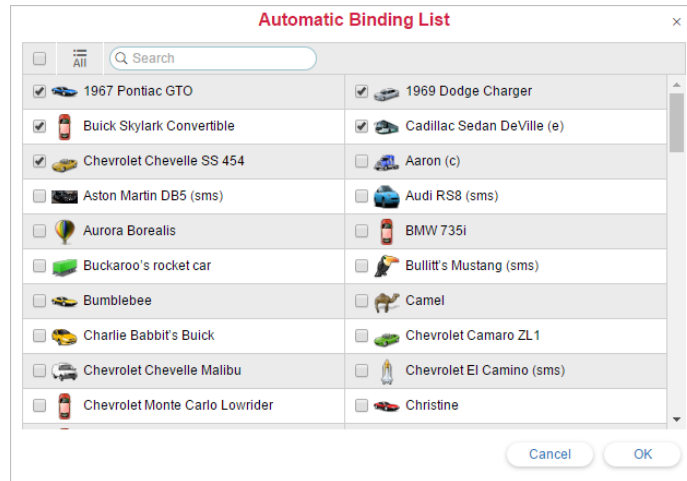 Automatic Binding List
×
All
Search
1967 Pontiac GTO
1969 Dodge Charger
Buick Skylark Convertible
Cadillac Sedan DeVille (e)
Chevrolet Chevelle SS 454
Aaron (c)
Aston Martin DB5 (sms)
Audi RS8 (sms)
Aurora Borealis
BMW 735i
Buckaroo's rocket car
Bullitt's Mustang (sms)
Bumblebee
Camel
Charlie Babbit's Buick
Chevrolet Camaro ZL1
Chevrolet Chevelle Malibu
Chevrolet El Camino (sms)
Chevrolet Monte Carlo Lowrider
Christine
Cancel
OK